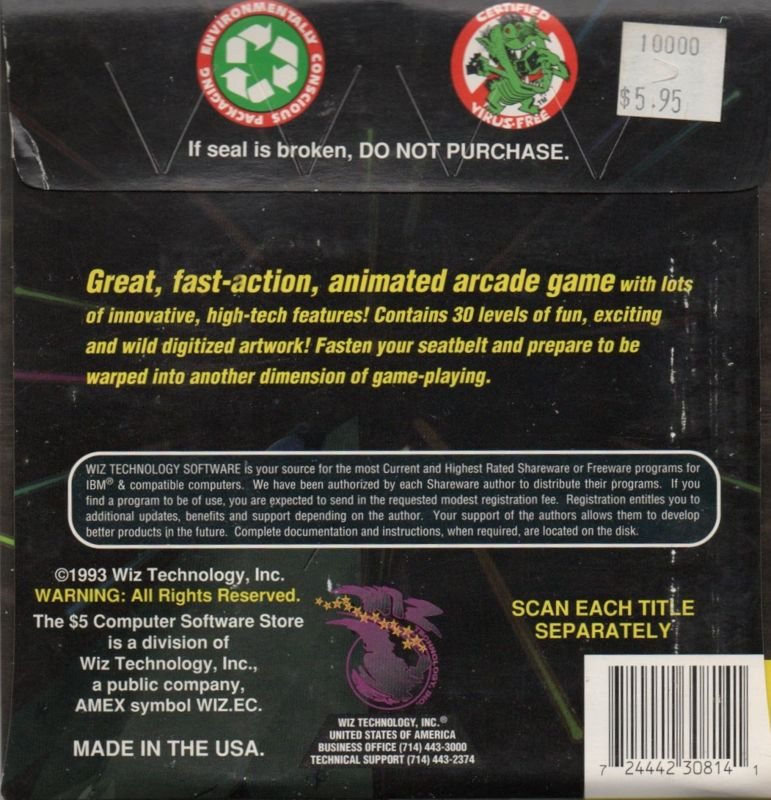 ENVIRONMENTALLY CONSCIOUS PACKAGING
CERTIFIED
VIRUS-FREE™
10000
$5.95
If seal is broken, DO NOT PURCHASE.
Great, fast-action, animated arcade game with lots
of innovative, high-tech features! Contains 30 levels of fun, exciting
and wild digitized artwork! Fasten your seatbelt and prepare to be
warped into another dimension of game-playing.
WIZ TECHNOLOGY SOFTWARE is your source for the most Current and Highest Rated Shareware or Freeware programs for
IBM® & compatible computers. We have been authorized by each Shareware author to distribute their programs. If you
find a program to be of use, you are expected to send in the requested modest registration fee. Registration entitles you to
additional updates, benefits and support depending on the author. Your support of the authors allows them to develop
better products in the future. Complete documentation and instructions, when required, are located on the disk.
©1993 Wiz Technology, Inc.
WARNING: All Rights Reserved.
The $5 Computer Software Store
is a division of
Wiz Technology, Inc.,
a public company,
AMEX symbol WIZ.EC.
MADE IN THE USA.
WIZ
TECHNOLOGY, INC.
WIZ TECHNOLOGY, INC.®
UNITED STATES OF AMERICA
BUSINESS OFFICE (714) 443-3000
TECHNICAL SUPPORT (714) 443-2374
SCAN EACH TITLE
SEPARATELY
7 24442 30814 1